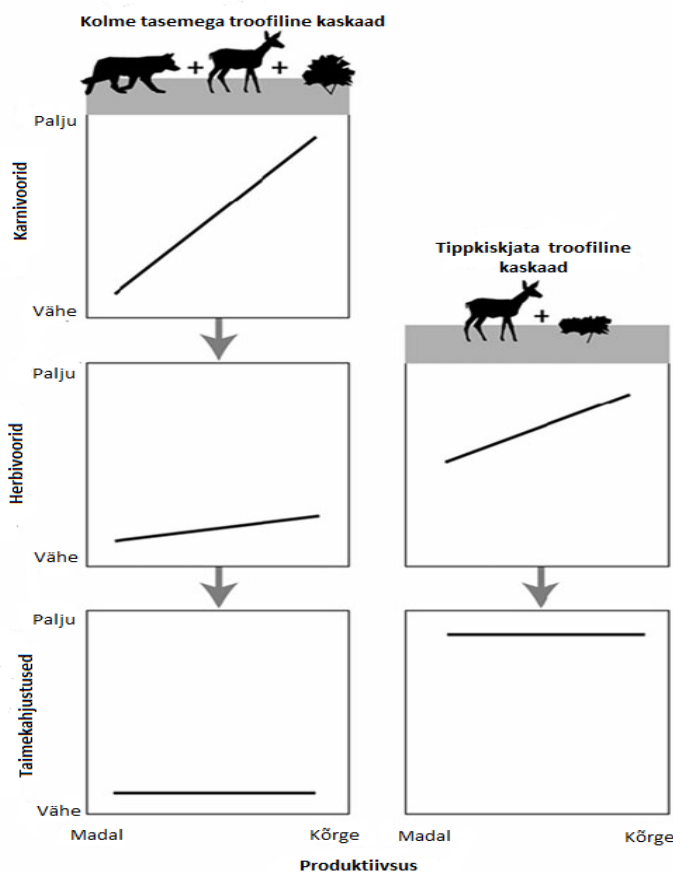 Kolme tasemega troofiline kaskaad
+ +
Palju
Karnivoorid
Vähe
Tippkiskjata troofiline
kaskaad
+
Palju
Herbivoorid
Vähe
Palju
Taimekahjustused
Vähe
Madal
Kõrge
Madal
Kõrge
Produktiivsus